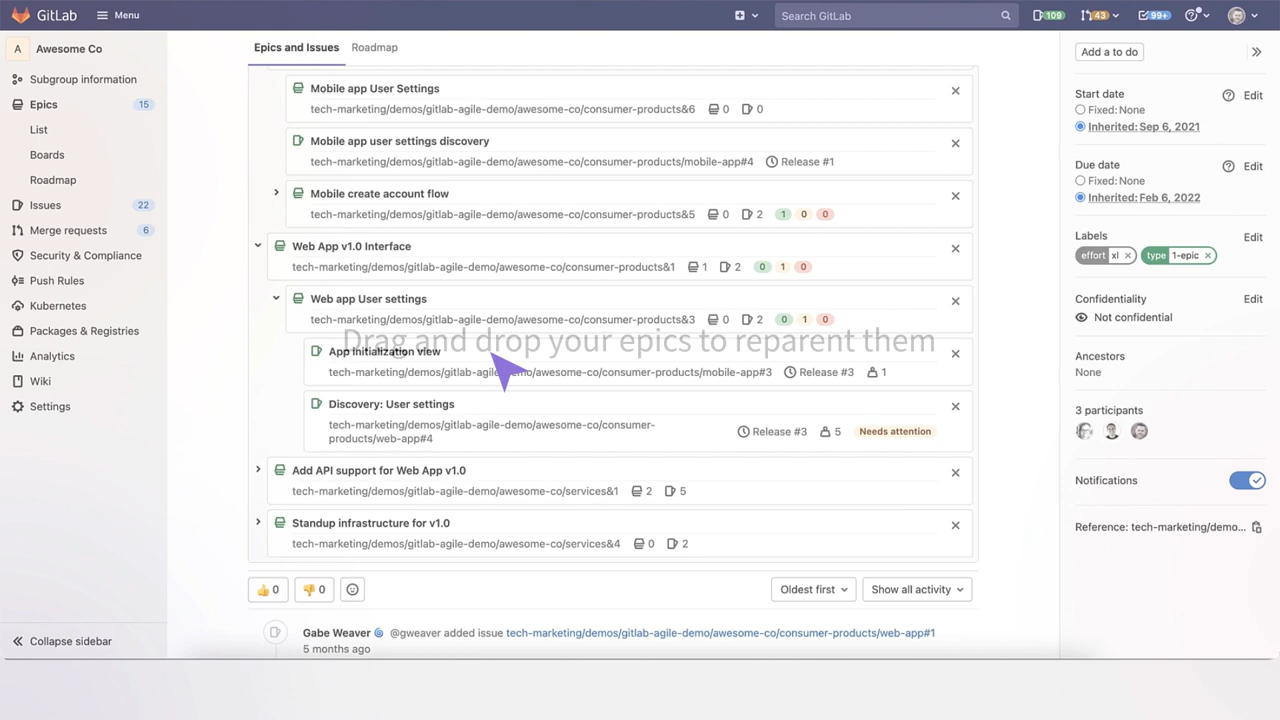 GitLab
Menu
Search GitLab
109
43
99+
A Awesome Co
Subgroup information
Epics 15
List
Boards
Roadmap
Issues 22
Merge requests 6
Security & Compliance
Push Rules
Kubernetes
Packages & Registries
Analytics
Wiki
Settings
Collapse sidebar
Epics and Issues Roadmap
Mobile app User Settings
tech-marketing/demos/gitlab-agile-demo/awesome-co/consumer-products&6 0 0
Mobile app user settings discovery
tech-marketing/demos/gitlab-agile-demo/awesome-co/consumer-products/mobile-app#4 Release #1
Mobile create account flow
tech-marketing/demos/gitlab-agile-demo/awesome-co/consumer-products&5 0 2 1 0 0
Web App v1.0 Interface
tech-marketing/demos/gitlab-agile-demo/awesome-co/consumer-products&1 1 2 0 1 0
Web app User settings
tech-marketing/demos/gitlab-agile-demo/awesome-co/consumer-products&3 0 2 0 1 0
Drag and drop your epics to reparent them
App initialization view
tech-marketing/demos/gitlab-agile-demo/awesome-co/consumer-products/mobile-app#3 Release #3 1
Discovery: User settings
tech-marketing/demos/gitlab-agile-demo/awesome-co/consumer-
products/web-app#4 Release #3 5 Needs attention
Add API support for Web App v1.0
tech-marketing/demos/gitlab-agile-demo/awesome-co/services&1 2 5
Standup infrastructure for v1.0
tech-marketing/demos/gitlab-agile-demo/awesome-co/services&4 0 2
0 0 Oldest first Show all activity
Gabe Weaver @gweaver added issue tech-marketing/demos/gitlab-agile-demo/awesome-co/consumer-products/web-app#1
5 months ago
Add a to do
Start date Edit
Fixed: None
Inherited: Sep 6, 2021
Due date Edit
Fixed: None
Inherited: Feb 6, 2022
Labels Edit
effort xl type 1-epic
Confidentiality Edit
Not confidential
Ancestors
None
3 participants
Notifications
Reference: tech-marketing/demo...